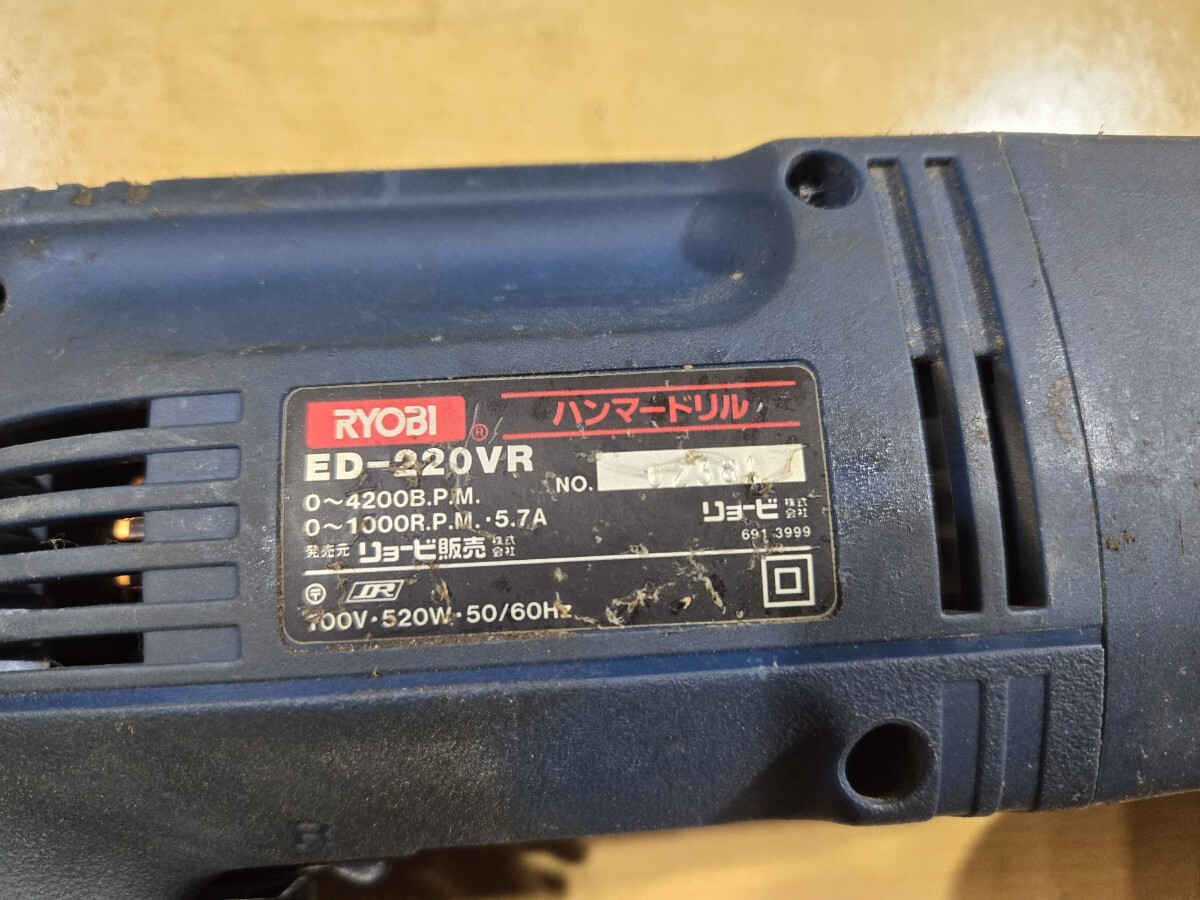 RYOBI ® ハンマードリル
ED-220VR
NO.
0～4200B.P.M.
0～1000R.P.M.・5.7A
リョービ 株式会社
発売元 リョービ販売 株式会社
691 3999
JR
100V・520W・50/60Hz
R